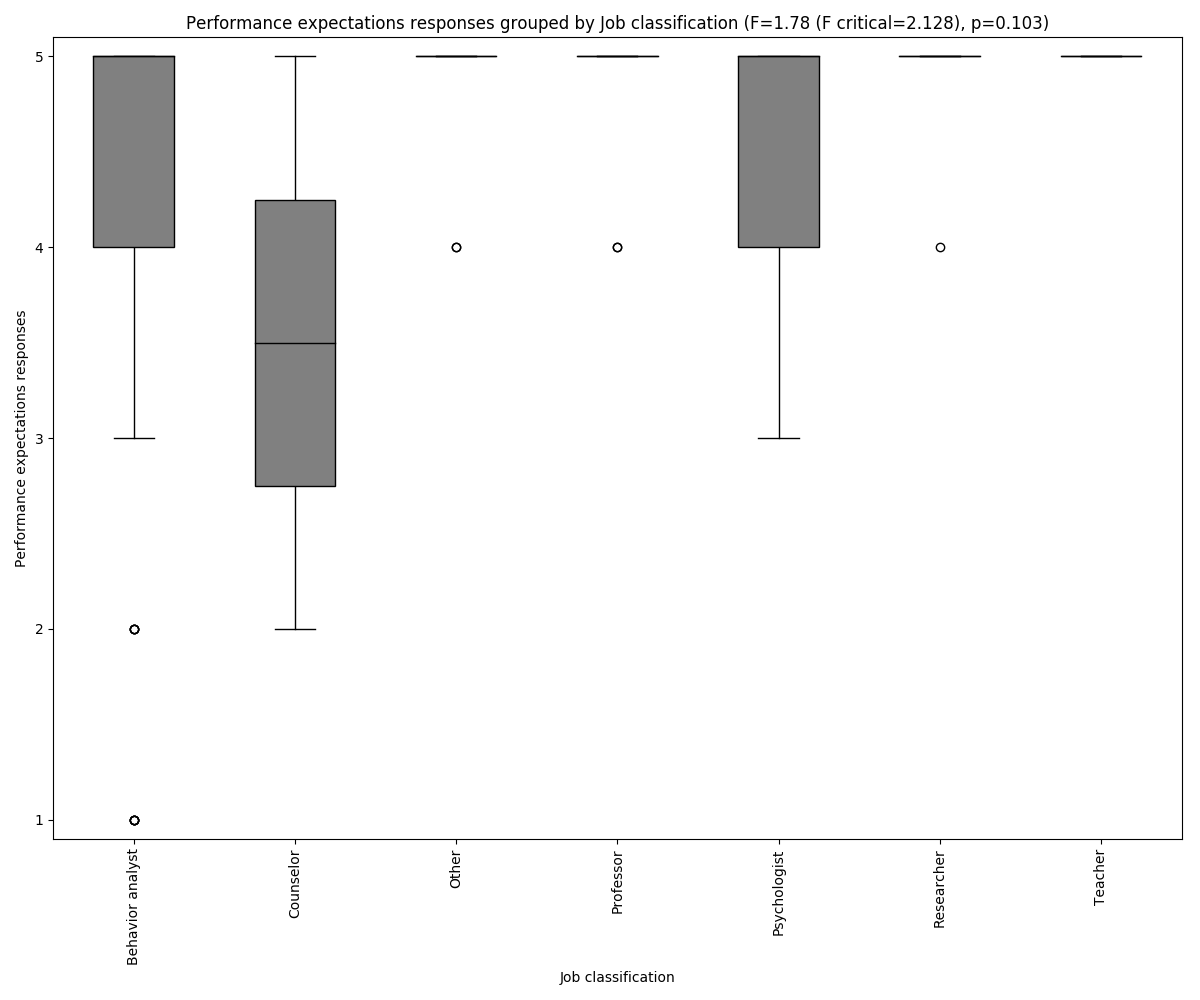 Performance expectations responses grouped by Job classification (F=1.78 (F critical=2.128), p=0.103)
Performance expectations responses
5
4
3
2
1
Behavior analyst
Counselor
Other
Professor
Psychologist
Researcher
Teacher
Job classification